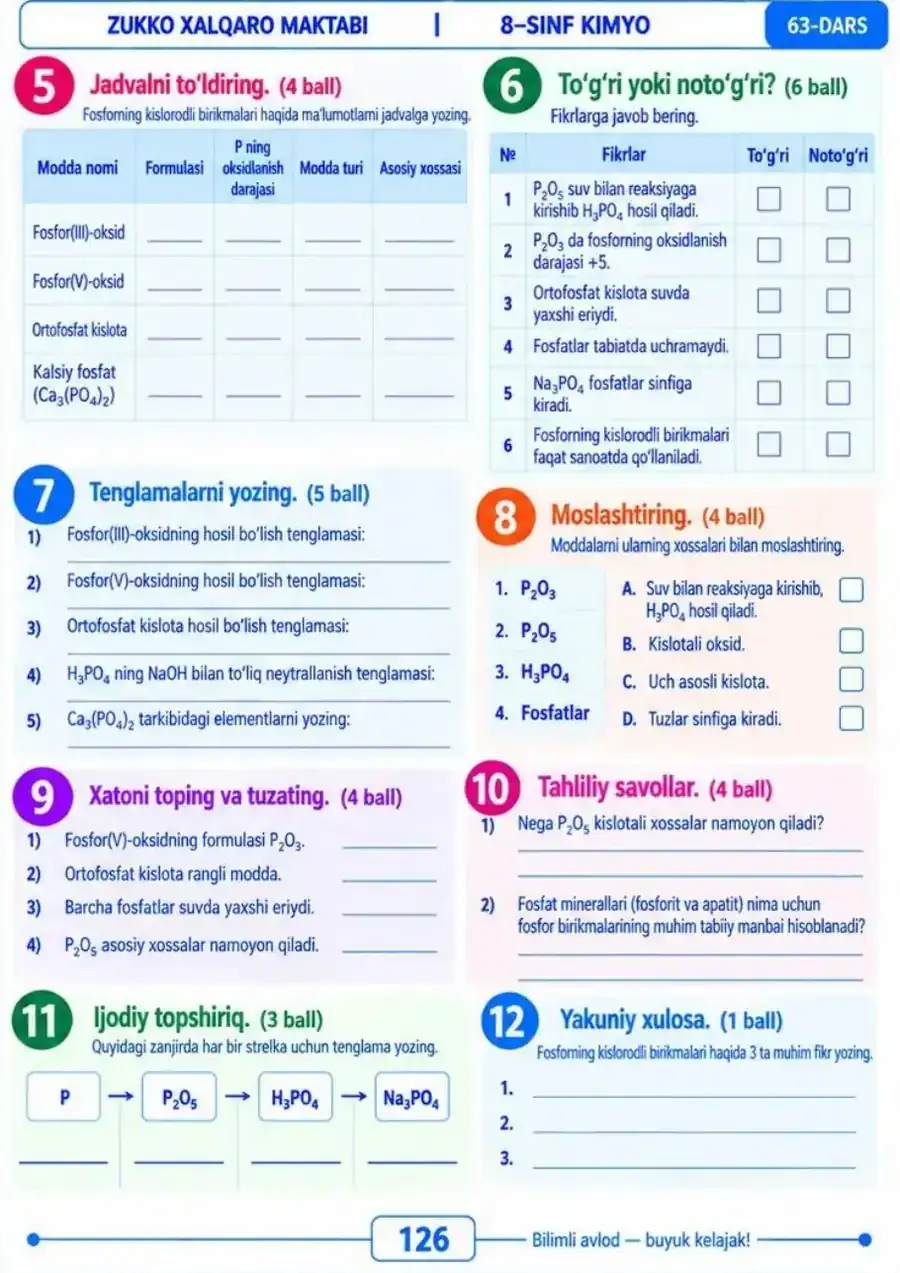 ZUKKO XALQARO MAKTABI | 8–SINF KIMYO 63-DARS
5 Jadvalni to‘ldiring. (4 ball)
Fosforning kislorodli birikmalari haqida ma’lumotlarni jadvalga yozing.
Modda nomi Formulasi P ning oksidlanish darajasi Modda turi Asosiy xossasi
Fosfor(III)-oksid
Fosfor(V)-oksid
Ortofosfat kislota
Kalsiy fosfat
(Ca₃(PO₄)₂)
6 To‘g‘ri yoki noto‘g‘ri? (6 ball)
Fikrlarga javob bering.
№ Fikrlar To‘g‘ri Noto‘g‘ri
1 P₂O₅ suv bilan reaksiyaga
kirishib H₃PO₄ hosil qiladi.
2 P₂O₃ da fosforning oksidlanish
darajasi +5.
3 Ortofosfat kislota suvda
yaxshi eriydi.
4 Fosfatlar tabiatda uchramaydi.
5 Na₃PO₄ fosfatlar sinfiga
kiradi.
6 Fosforning kislorodli birikmalari
faqat sanoatda qo‘llaniladi.
7 Tenglamalarni yozing. (5 ball)
1) Fosfor(III)-oksidning hosil bo‘lish tenglamasi:
2) Fosfor(V)-oksidning hosil bo‘lish tenglamasi:
3) Ortofosfat kislota hosil bo‘lish tenglamasi:
4) H₃PO₄ ning NaOH bilan to‘liq neytrallanish tenglamasi:
5) Ca₃(PO₄)₂ tarkibidagi elementlarni yozing:
8 Moslashtiring. (4 ball)
Moddalarni ularning xossalari bilan moslashtiring.
1. P₂O₃
2. P₂O₅
3. H₃PO₄
4. Fosfatlar
A. Suv bilan reaksiyaga kirishib,
H₃PO₄ hosil qiladi.
B. Kislotali oksid.
C. Uch asosli kislota.
D. Tuzlar sinfiga kiradi.
9 Xatoni toping va tuzating. (4 ball)
1) Fosfor(V)-oksidning formulasi P₂O₃.
2) Ortofosfat kislota rangli modda.
3) Barcha fosfatlar suvda yaxshi eriydi.
4) P₂O₅ asosiy xossalar namoyon qiladi.
10 Tahliliy savollar. (4 ball)
1) Nega P₂O₅ kislotali xossalar namoyon qiladi?
2) Fosfat minerallari (fosforit va apatit) nima uchun
fosfor birikmalarining muhim tabiiy manbai hisoblanadi?
11 Ijodiy topshiriq. (3 ball)
Quyidagi zanjirda har bir strelka uchun tenglama yozing.
P → P₂O₅ → H₃PO₄ → Na₃PO₄
12 Yakuniy xulosa. (1 ball)
Fosforning kislorodli birikmalari haqida 3 ta muhim fikr yozing.
1.
2.
3.
126 Bilimli avlod — buyuk kelajak!